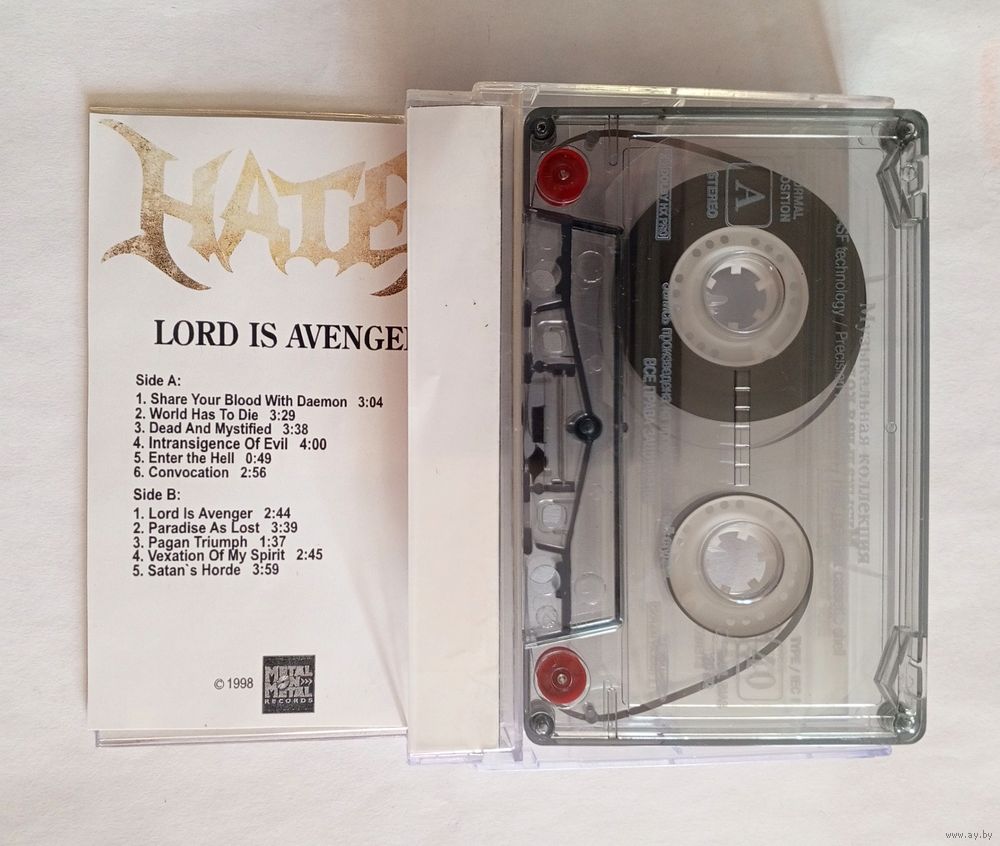 HATE
LORD IS AVENGER
Side A:
1. Share Your Blood With Daemon 3:04
2. World Has To Die 3:29
3. Dead And Mystified 3:38
4. Intransigence Of Evil 4:00
5. Enter the Hell 0:49
6. Convocation 2:56
Side B:
1. Lord Is Avenger 2:44
2. Paradise As Lost 3:39
3. Pagan Triumph 1:37
4. Vexation Of My Spirit 2:45
5. Satan`s Horde 3:59
© 1998
METAL
ON
METAL
RECORDS
A
STEREO
POSITION
technology / Precision
ВСЕ ПРАВА
коллекция
www.ay.by